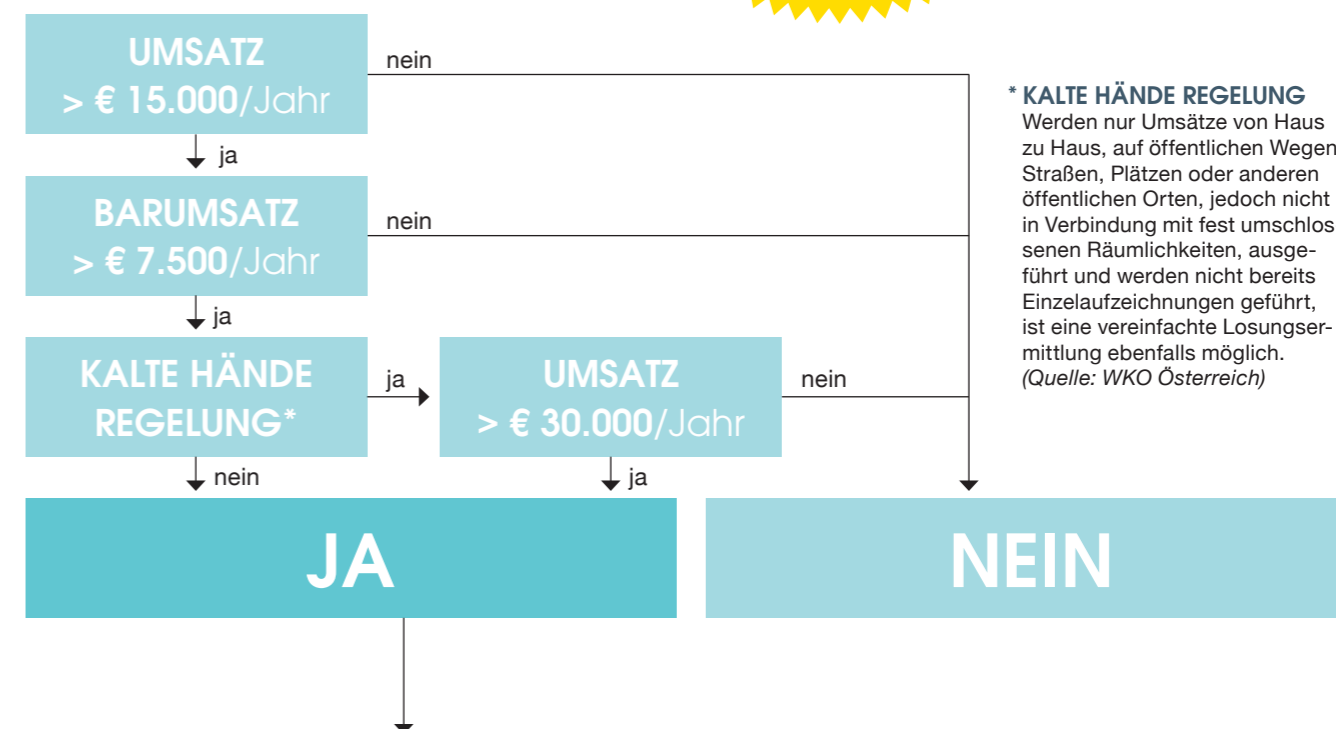 UMSATZ
> € 15.000/Jahr
nein
ja
BARUMSATZ
> € 7.500/Jahr
nein
ja
KALTE HÄNDE
REGELUNG*
ja
UMSATZ
> € 30.000/Jahr
nein
nein
ja
JA
NEIN
* KALTE HÄNDE REGELUNG
Werden nur Umsätze von Haus
zu Haus, auf öffentlichen Wegen
Straßen, Plätzen oder anderen
öffentlichen Orten, jedoch nicht
in Verbindung mit fest umschlos
senen Räumlichkeiten, ausge-
führt und werden nicht bereits
Einzelaufzeichnungen geführt,
ist eine vereinfachte Losungser-
mittlung ebenfalls möglich.
(Quelle: WKO Österreich)